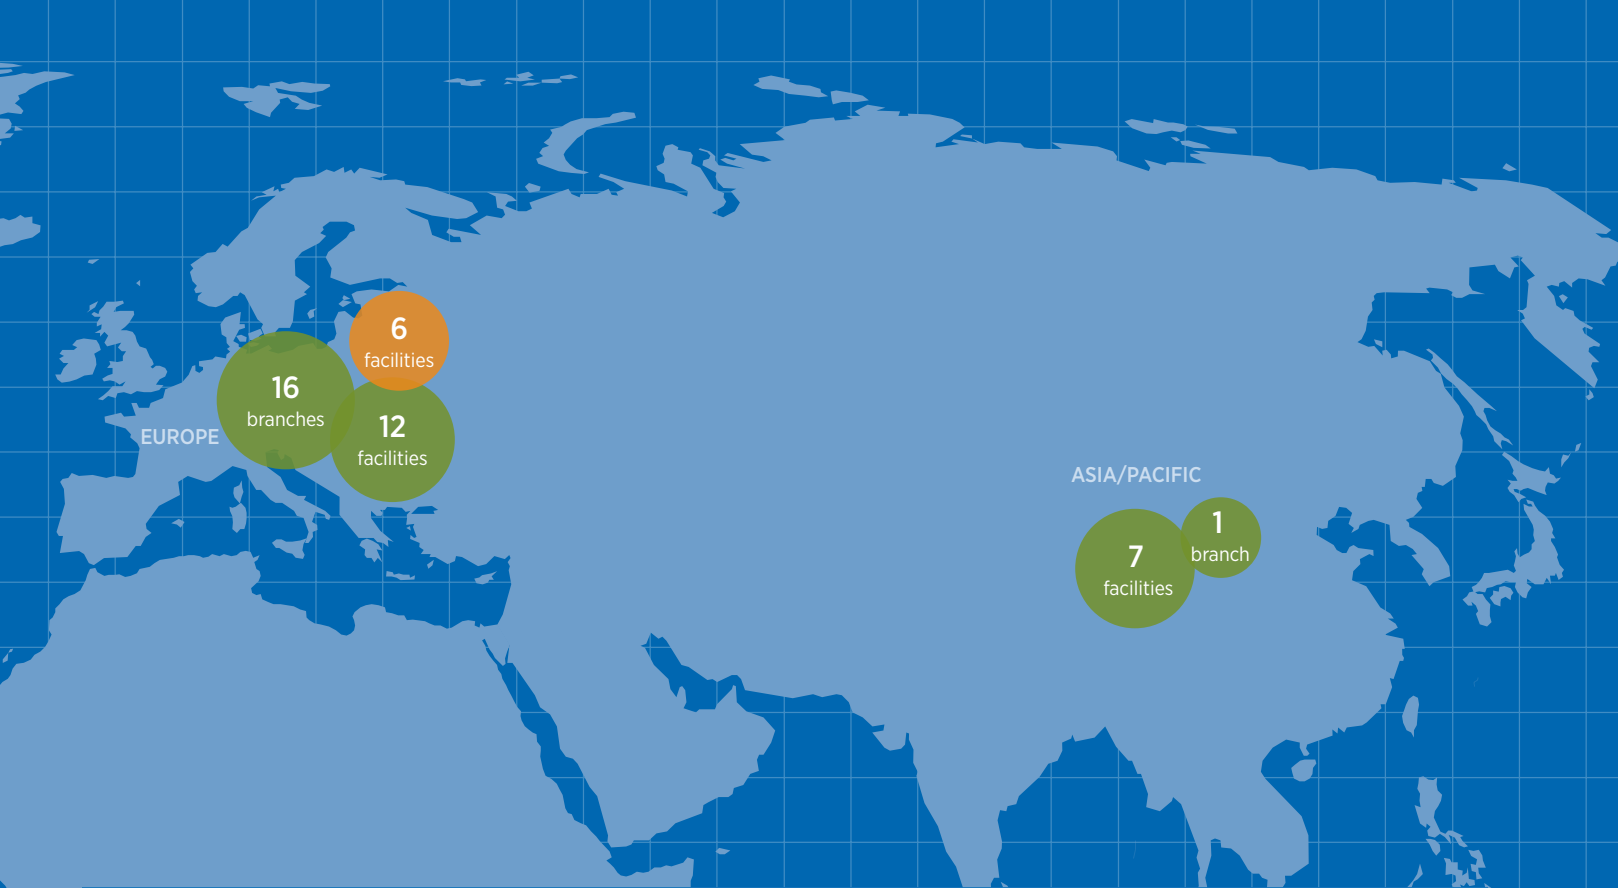 6
facilities
16
branches
12
facilities
EUROPE
ASIA/PACIFIC
1
branch
7
facilities